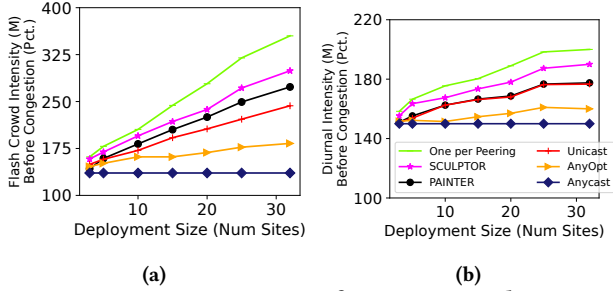 Flash Crowd Intensity (M)
Before Congestion (Pct.)
400
325
250
175
100
10
20
30
Deployment Size (Num Sites)
(a)
Diurnal Intensity (M)
Before Congestion (Pct.)
220
180
140
100
One per Peering
SCULPTOR
PAINTER
Unicast
AnyOpt
Anycast
10
20
30
Deployment Size (Num Sites)
(b)